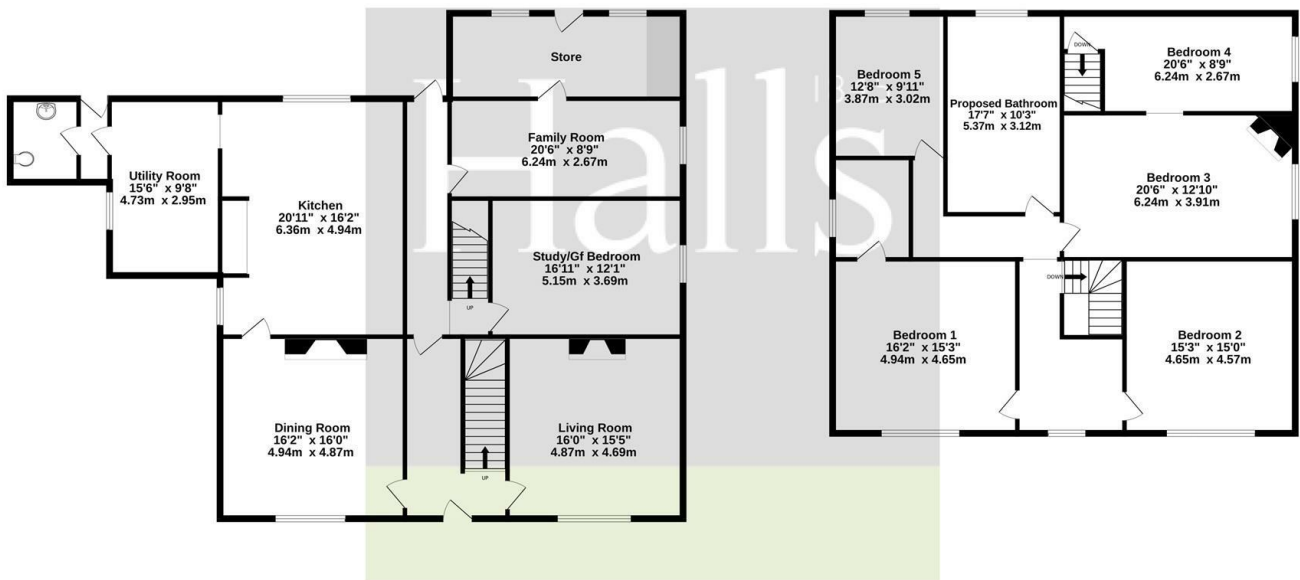 Halls
Store
Family Room
20'6" x 8'9"
6.24m x 2.67m
Utility Room
15'6" x 9'8"
4.73m x 2.95m
Kitchen
20'11" x 16'2"
6.36m x 4.94m
Study/Gf Bedroom
16'11" x 12'1"
5.15m x 3.69m
UP
Dining Room
16'2" x 16'0"
4.94m x 4.87m
Living Room
16'0" x 15'5"
4.87m x 4.69m
UP
Bedroom 5
12'8" x 9'11"
3.87m x 3.02m
Proposed Bathroom
17'7" x 10'3"
5.37m x 3.12m
DOWN
Bedroom 4
20'6" x 8'9"
6.24m x 2.67m
Bedroom 3
20'6" x 12'10"
6.24m x 3.91m
DOWN
Bedroom 1
16'2" x 15'3"
4.94m x 4.65m
Bedroom 2
15'3" x 15'0"
4.65m x 4.57m